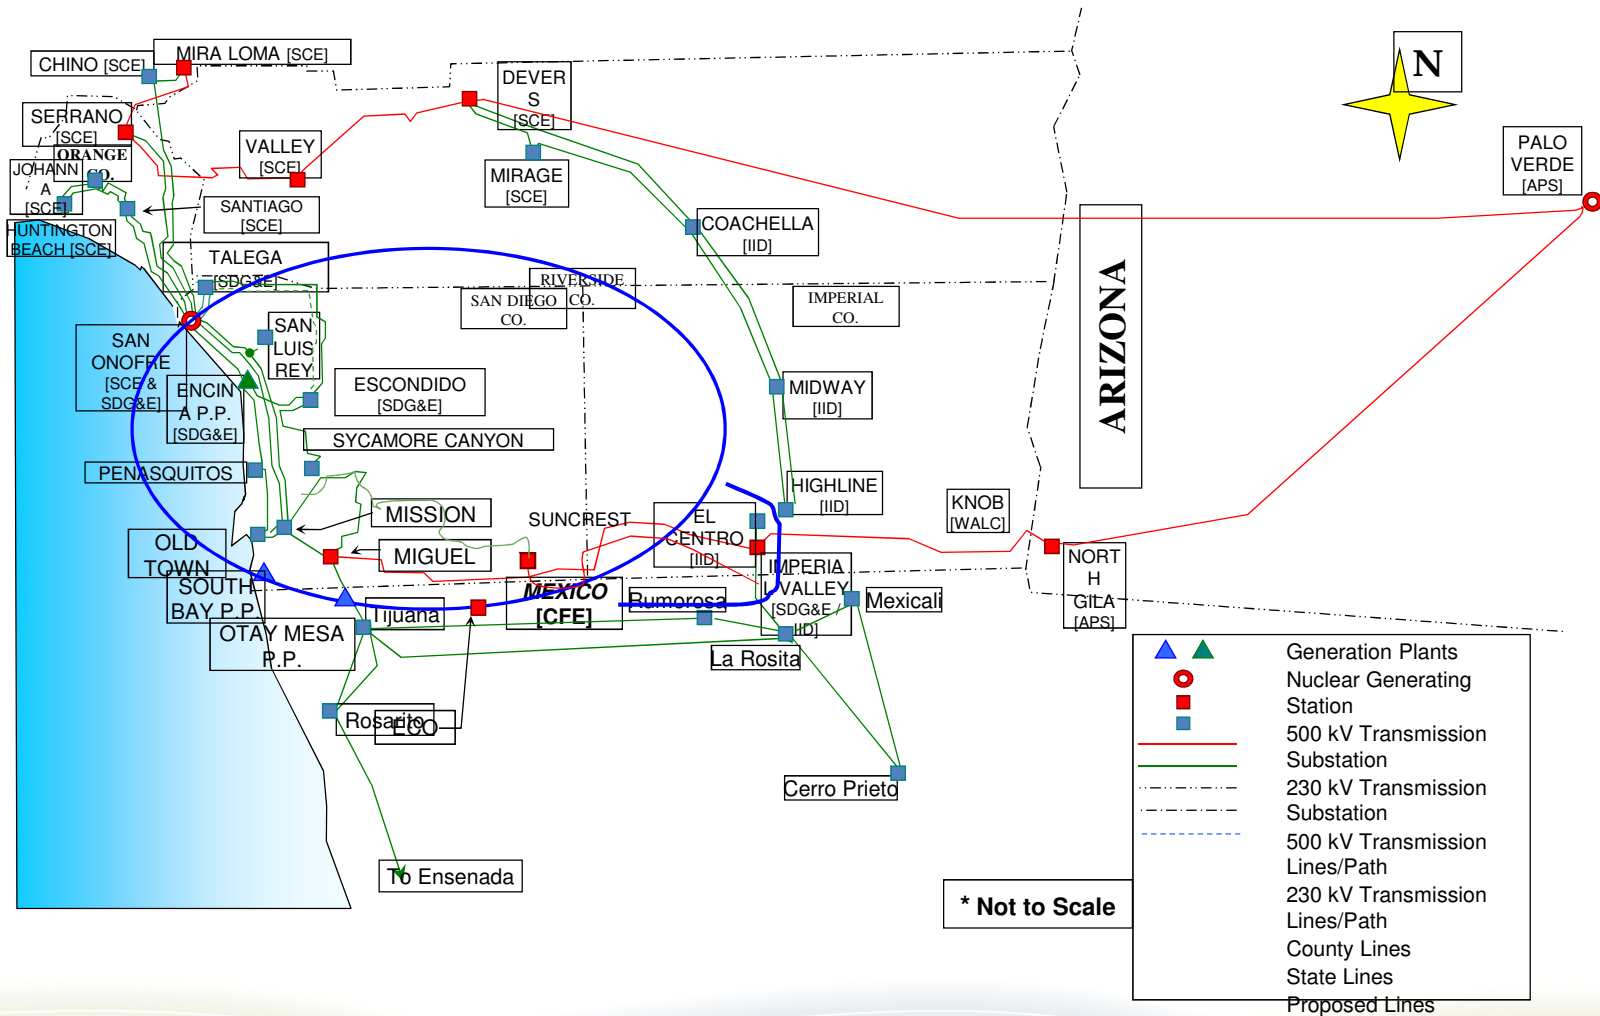 MIRA LOMA [SCE]
CHINO [SCE]
N
DEVER
S
[SCE]
SERRANO
[SCE]
ORANGE
CO.
VALLEY
[SCE]
JOHANN
A
[SCE]
MIRAGE
[SCE]
PALO
VERDE
[APS]
SANTIAGO
[SCE]
HUNTINGTON
BEACH [SCE]
COACHELLA
[IID]
TALEGA
[SDG&E]
RIVERSIDE
CO.
SAN DIEGO
CO.
IMPERIAL
CO.
ARIZONA
SAN
LUIS
REY
SAN
ONOFRE
[SCE &
SDG&E]
ENCIN
A P.P.
[SDG&E]
ESCONDIDO
[SDG&E]
MIDWAY
[IID]
SYCAMORE CANYON
PENASQUITOS
HIGHLINE
[IID]
KNOB
[WALC]
MISSION
SUNCREST
EL
CENTRO
[IID]
OLD
TOWN
MIGUEL
NORT
H
GILA
[APS]
IMPERIA
L VALLEY
[SDG&E /
IID]
SOUTH
BAY P.P.
MEXICO
[CFE]
Tijuana
Rumorosa
Mexicali
OTAY MESA
P.P.
La Rosita
Rosarito
ECO
Cerro Prieto
To Ensenada
* Not to Scale
Generation Plants
Nuclear Generating
Station
500 kV Transmission
Substation
230 kV Transmission
Substation
500 kV Transmission
Lines/Path
230 kV Transmission
Lines/Path
County Lines
State Lines
Proposed Lines